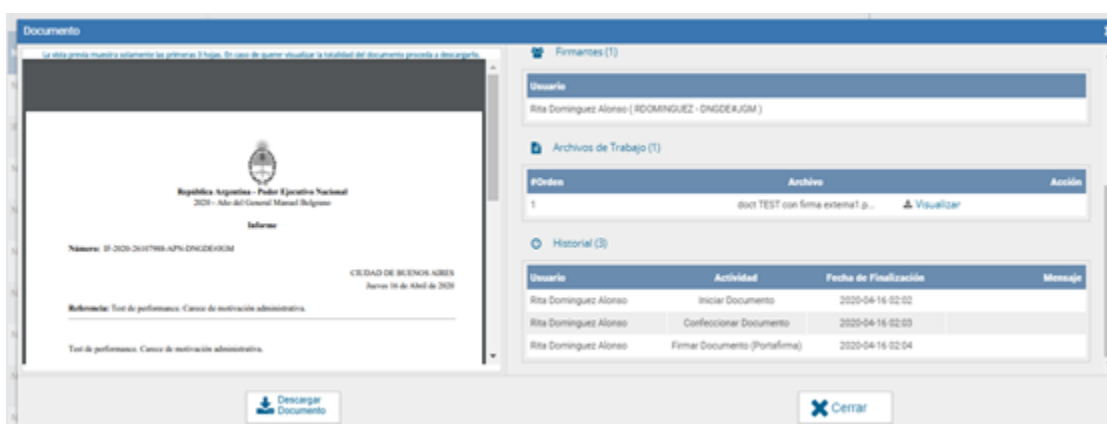 Documento
La vista previa muestra solamente las primeras 3 hojas. En caso de querer visualizar la totalidad del documento proceda a descargarlo.
República Argentina - Poder Ejecutivo Nacional
2020 - Año del General Manuel Belgrano
Informe
Número: IF-2020-26107988-APN-DNGDE#JGM
CIUDAD DE BUENOS AIRES
Jueves 16 de Abril de 2020
Referencia: Test de performance. Carece de motivación administrativa.
Test de performance. Carece de motivación administrativa.
Descargar
Documento
Firmantes (1)
Usuario
Rita Dominguez Alonso ( RDOMINGUEZ - DNGDE#JGM )
Archivos de Trabajo (1)
#Orden Archivo Acción
1 doct TEST con firma externa1.p... Visualizar
Historial (3)
Usuario Actividad Fecha de Finalización Mensaje
Rita Dominguez Alonso Iniciar Documento 2020-04-16 02:02
Rita Dominguez Alonso Confeccionar Documento 2020-04-16 02:03
Rita Dominguez Alonso Firmar Documento (Portafirma) 2020-04-16 02:04
Cerrar